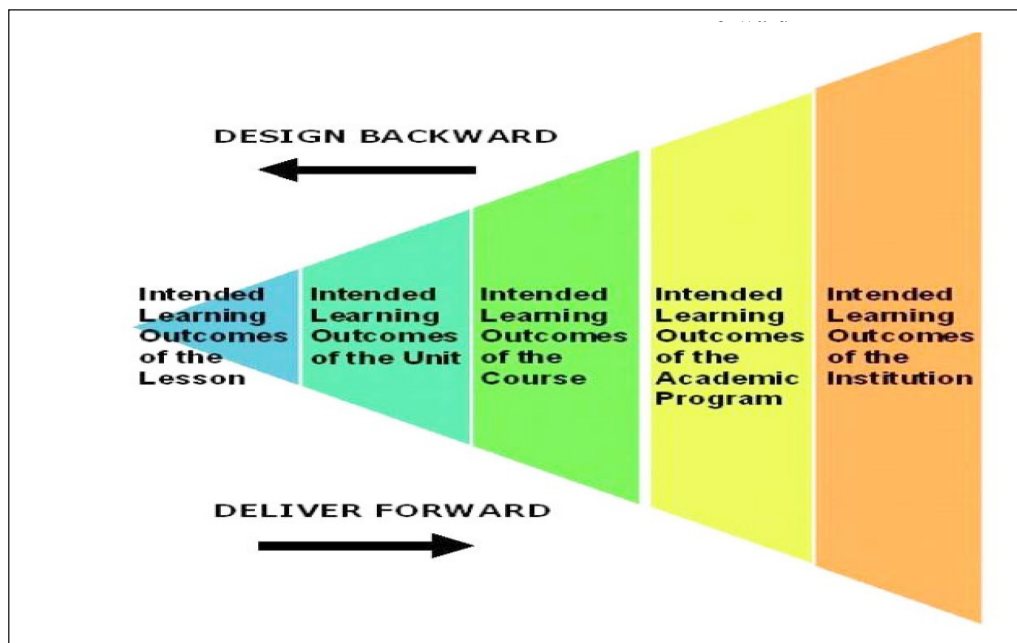 DESIGN BACKWARD
Intended
Learning
Outcomes
of the
Lesson
Intended
Learning
Outcomes
of the Unit
Intended
Learning
Outcomes
of the
Course
Intended
Learning
Outcomes
of the
Academic
Program
Intended
Learning
Outcomes
of the
Institution
DELIVER FORWARD